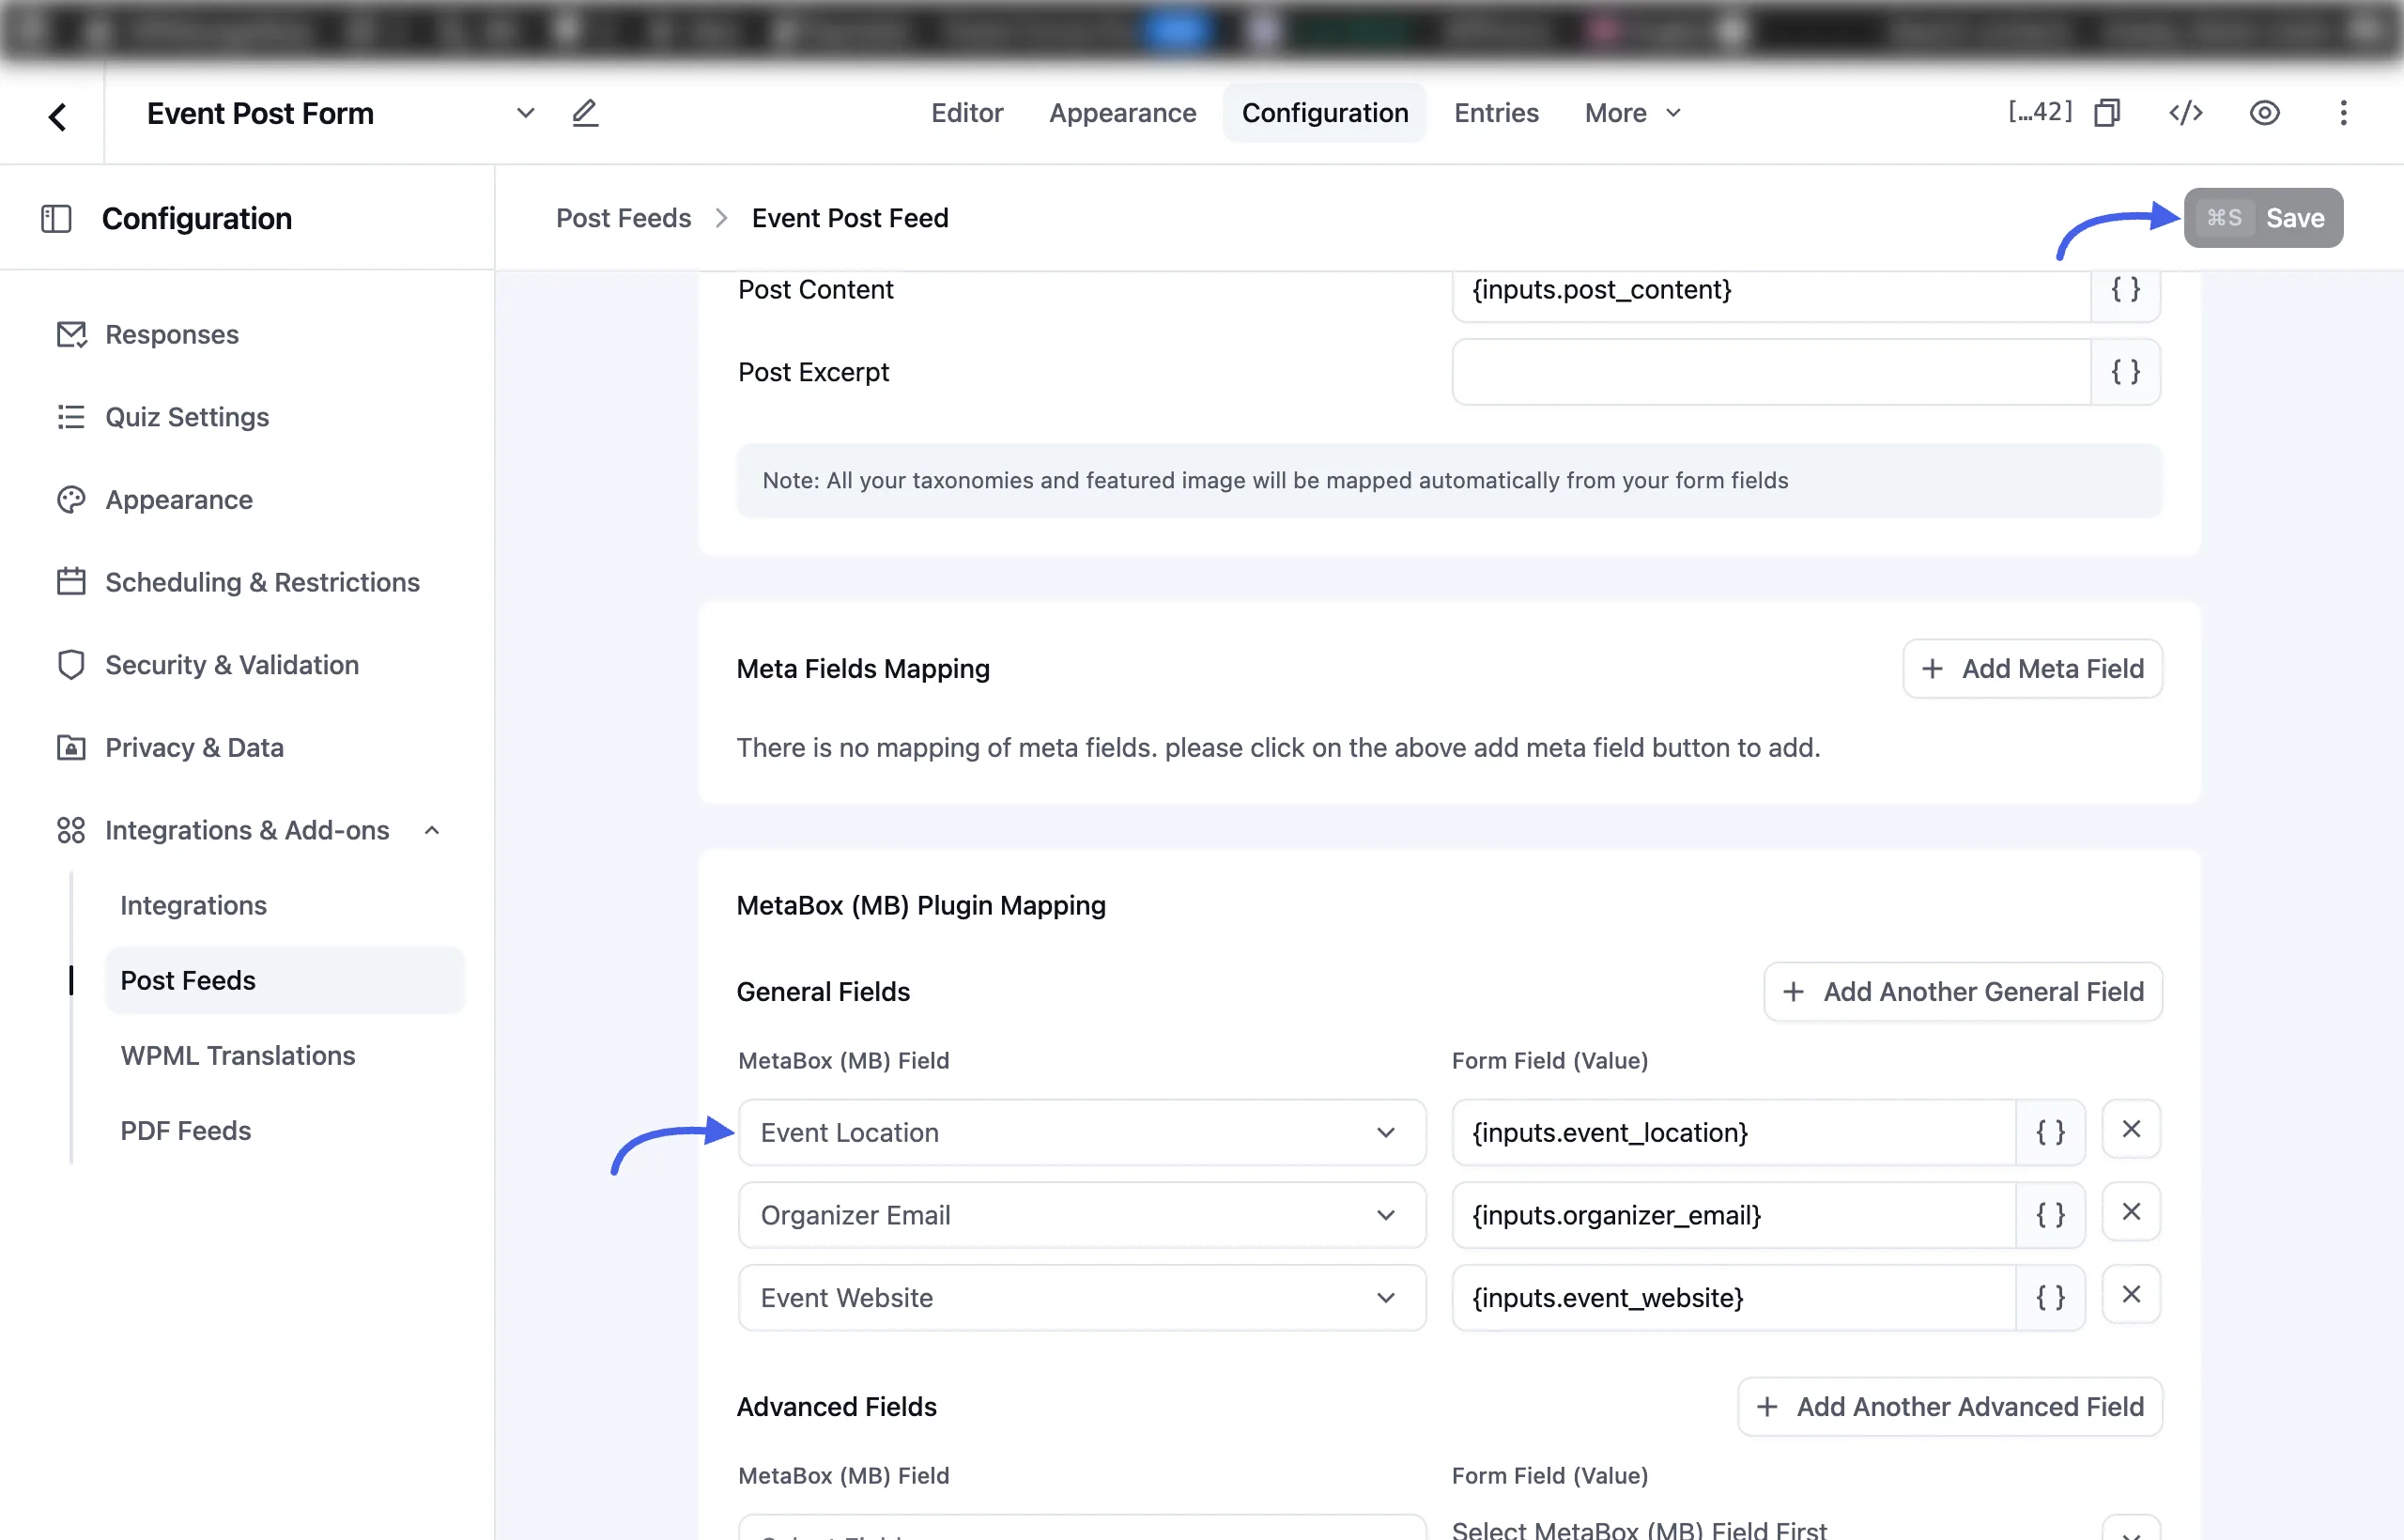 Event Post Form
Editor
Appearance
Configuration
Entries
More
[...42]
Configuration
Post Feeds > Event Post Feed
⌘S Save
Responses
Quiz Settings
Appearance
Scheduling & Restrictions
Security & Validation
Privacy & Data
Integrations & Add-ons
Integrations
Post Feeds
WPML Translations
PDF Feeds
Post Content
{inputs.post_content}
Post Excerpt
Note: All your taxonomies and featured image will be mapped automatically from your form fields
Meta Fields Mapping
+ Add Meta Field
There is no mapping of meta fields. please click on the above add meta field button to add.
MetaBox (MB) Plugin Mapping
General Fields
+ Add Another General Field
MetaBox (MB) Field
Form Field (Value)
Event Location
{inputs.event_location}
Organizer Email
{inputs.organizer_email}
Event Website
{inputs.event_website}
Advanced Fields
+ Add Another Advanced Field
MetaBox (MB) Field
Form Field (Value)
Select MetaBox (MB) Field First